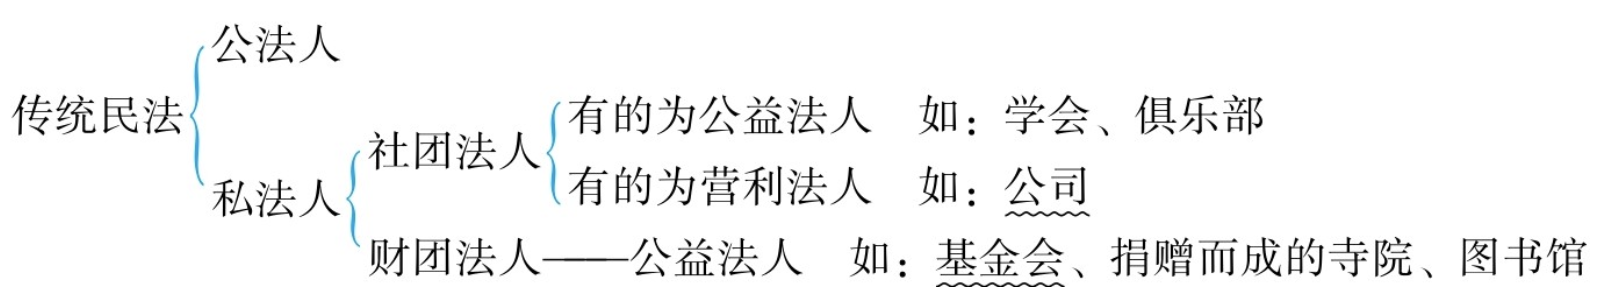 公法人
传统民法
有的为公益法人 如：学会、俱乐部
社团法人
有的为营利法人 如：公司
私法人
财团法人——公益法人 如：基金会、捐赠而成的寺院、图书馆